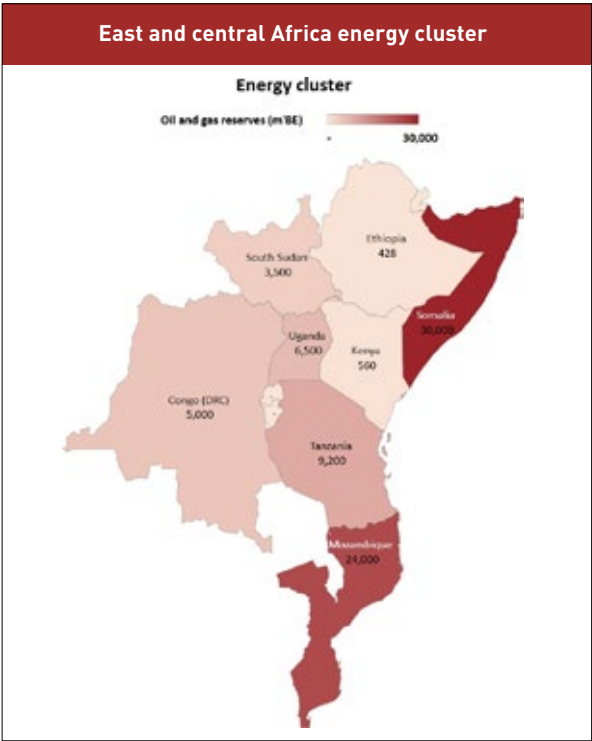 East and central Africa energy cluster
Energy cluster
Oil and gas reserves (m'BE)
-
30,000
Ethiopia
428
South Sudan
3,500
Somalia
30,000
Uganda
6,500
Kenya
560
Congo (DRC)
5,000
Tanzania
9,200
Mozambique
24,000